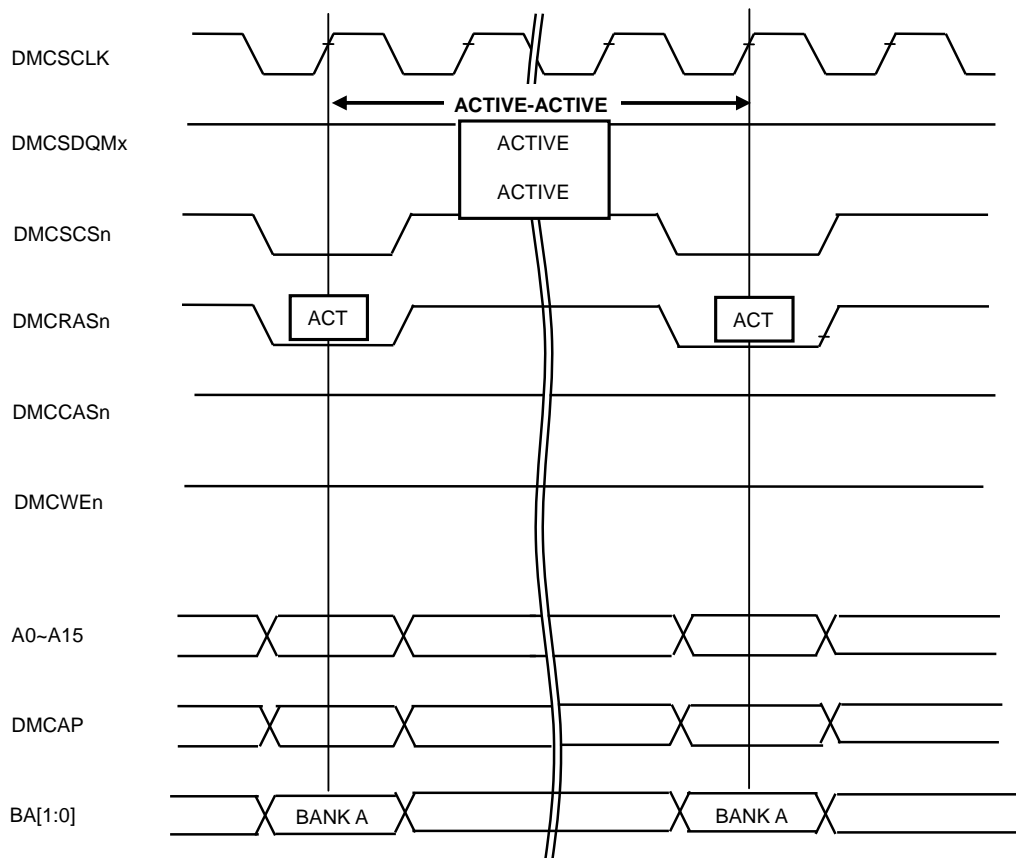 DMCSCLK
ACTIVE-ACTIVE
DMCSDQMx
ACTIVE
ACTIVE
DMCSCSn
DMCRASn
ACT
ACT
DMCCASn
DMCWEn
A0~A15
DMCAP
BA[1:0]
BANK A
BANK A